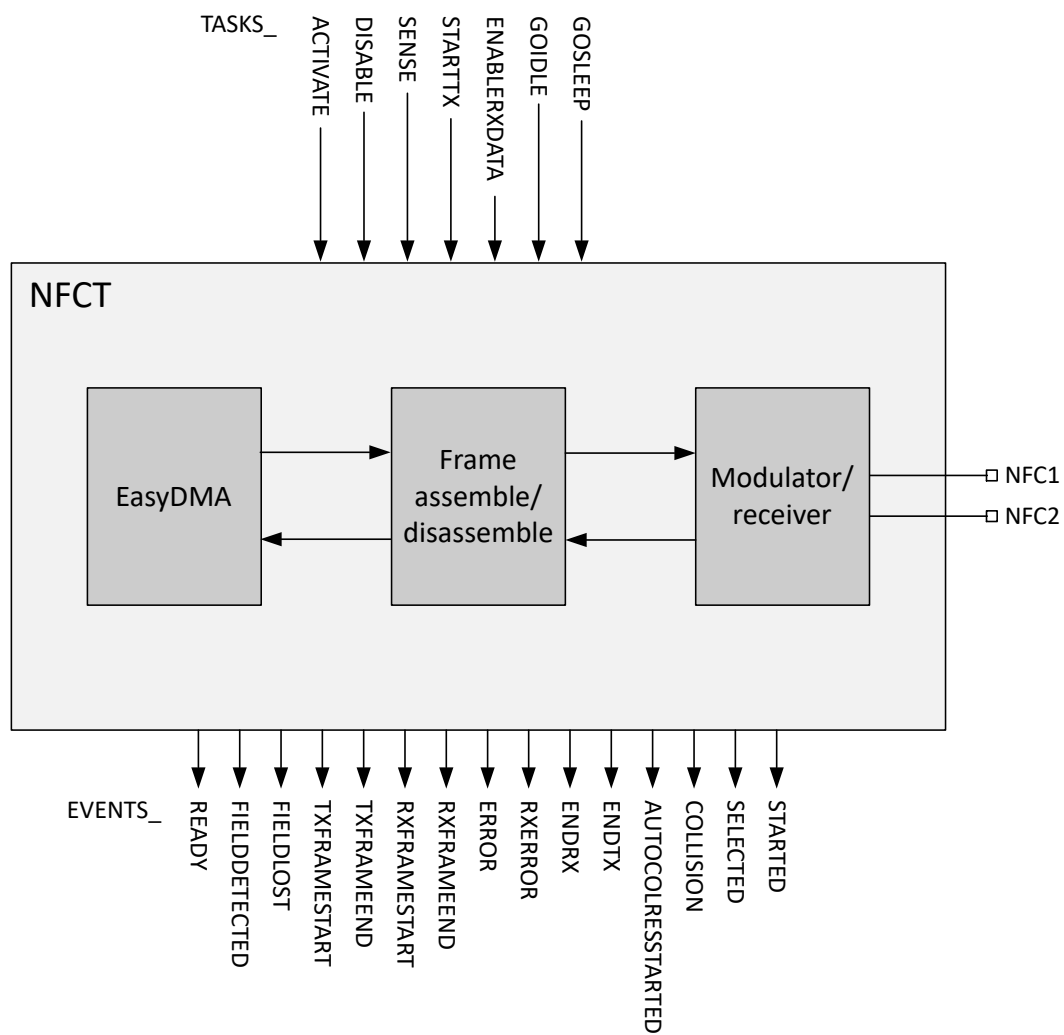 TASKS_
ACTIVATE
DISABLE
SENSE
STARTTX
ENABLERXDATA
GOIDLE
GOSLEEP
NFCT
EasyDMA
Frame
assemble/
disassemble
Modulator/
receiver
NFC1
NFC2
EVENTS_
READY
FIELDDETECTED
FIELDLOST
TXFRAMESTART
TXFRAMEEND
RXFRAMESTART
RXFRAMEEND
ERROR
RXERROR
ENDRX
ENDTX
AUTOCOLRESSTARTED
COLLISION
SELECTED
STARTED